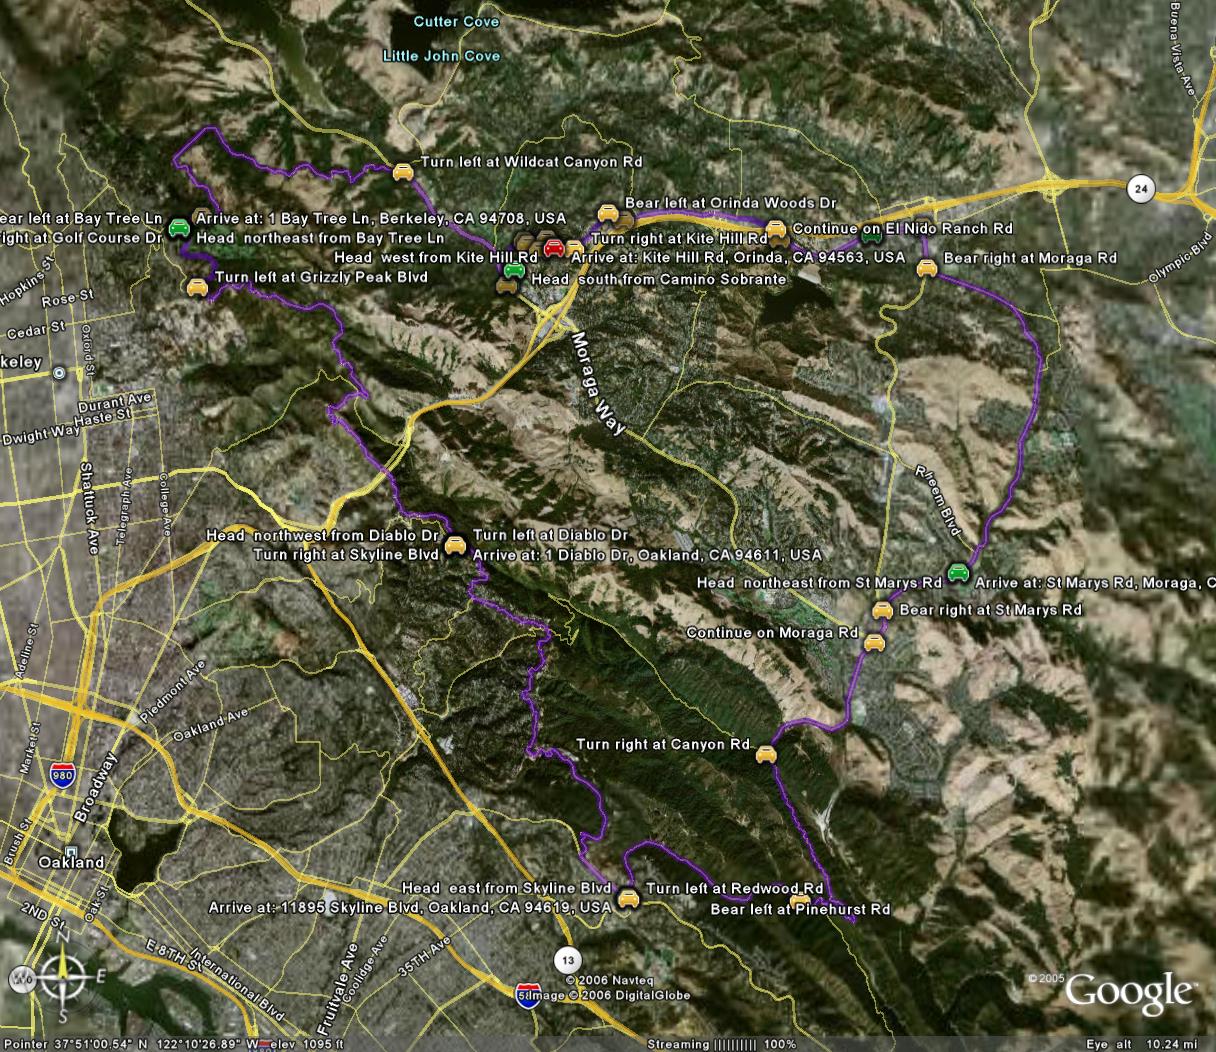 Cutter Cove
Little John Cove
Buena Vista Ave
24
Turn left at Wildcat Canyon Rd
Bear left at Orinda Woods Dr
ear left at Bay Tree Ln
Arrive at: 1 Bay Tree Ln, Berkeley, CA 94708, USA
ight at Golf Course Dr
Head northeast from Bay Tree Ln
Turn right at Kite Hill Rd
Continue on El Nido Ranch Rd
Head west from Kite Hill Rd
Arrive at: Kite Hill Rd, Orinda, CA 94563, USA
Bear right at Moraga Rd
Olympic Blvd
Turn left at Grizzly Peak Blvd
Head south from Camino Sobrante
Hopkins St
Rose St
Cedar St
Oxford St
keley
Durant Ave
Haste St
Dwight Way
Moraga Way
Shattuck Ave
Telegraph Ave
College Ave
Rheem Blvd
Head northwest from Diablo Dr
Turn left at Diablo Dr
Turn right at Skyline Blvd
Arrive at: 1 Diablo Dr, Oakland, CA 94611, USA
Head northeast from St Marys Rd
Arrive at: St Marys Rd, Moraga, C
Bear right at St Marys Rd
Continue on Moraga Rd
Adeline St
Piedmont Ave
Oakland Ave
Market St
Turn right at Canyon Rd
980
Broadway
Brush St
Oakland
Oak St
2ND St
Head east from Skyline Blvd
Turn left at Redwood Rd
Arrive at: 11895 Skyline Blvd, Oakland, CA 94619, USA
Bear left at Pinehurst Rd
N
E
S
E 8TH St
International Blvd
Fruitvale Ave
Coolidge Ave
35TH Ave
13
© 2006 Navteq
Image © 2006 DigitalGlobe
©2005 Google™
Pointer 37°51'00.54" N 122°10'26.89" W elev 1095 ft
Streaming |||||||||| 100%
Eye alt 10.24 mi